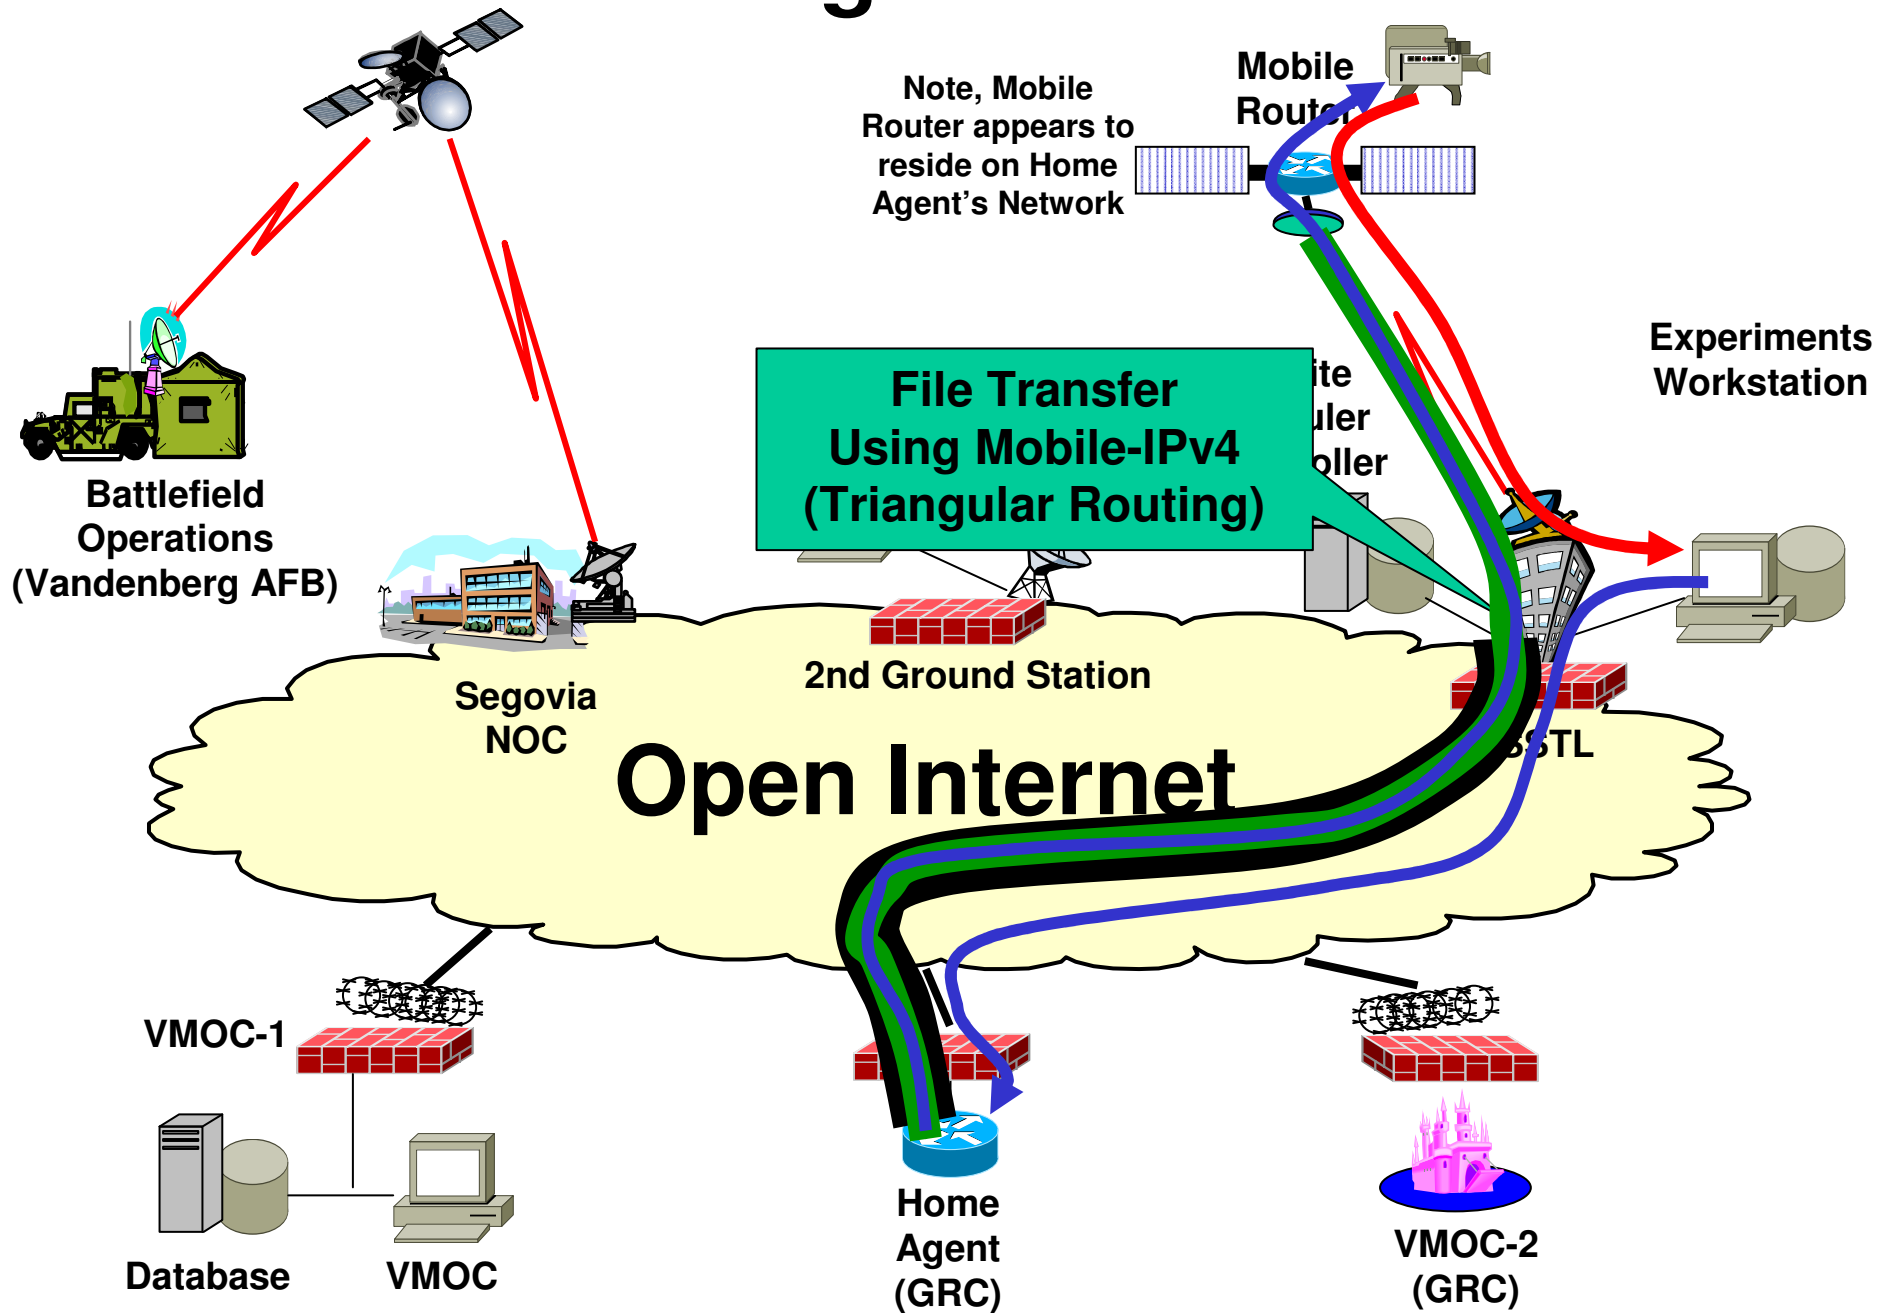 Note, Mobile
Router appears to
reside on Home
Agent's Network
Mobile
Router
Experiments
Workstation
File Transfer
Using Mobile-IPv4
(Triangular Routing)
Battlefield
Operations
(Vandenberg AFB)
Segovia
NOC
2nd Ground Station
SSTL
Open Internet
VMOC-1
Database
VMOC
Home
Agent
(GRC)
VMOC-2
(GRC)